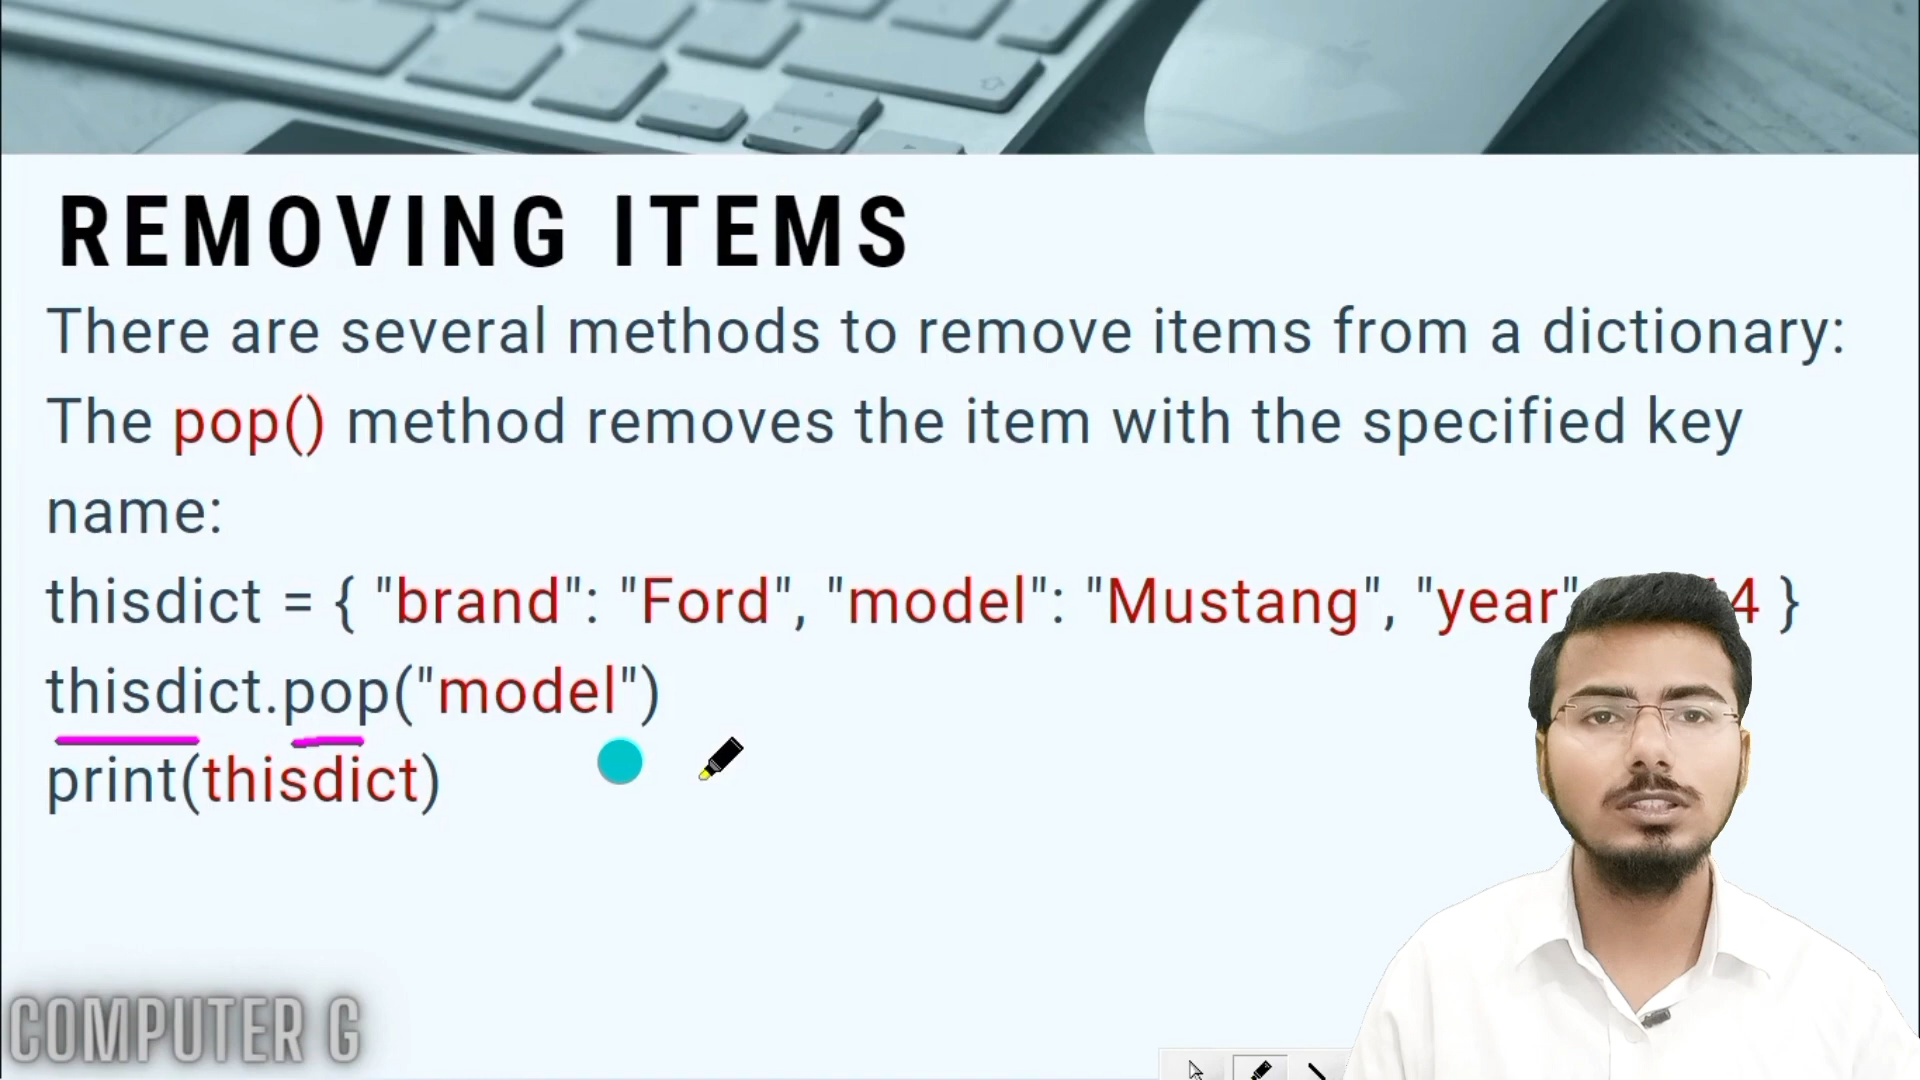 REMOVING ITEMS
There are several methods to remove items from a dictionary:
The pop() method removes the item with the specified key
name:
thisdict = { "brand": "Ford", "model": "Mustang", "year" 4 }
thisdict.pop("model")
print(thisdict)
COMPUTER G